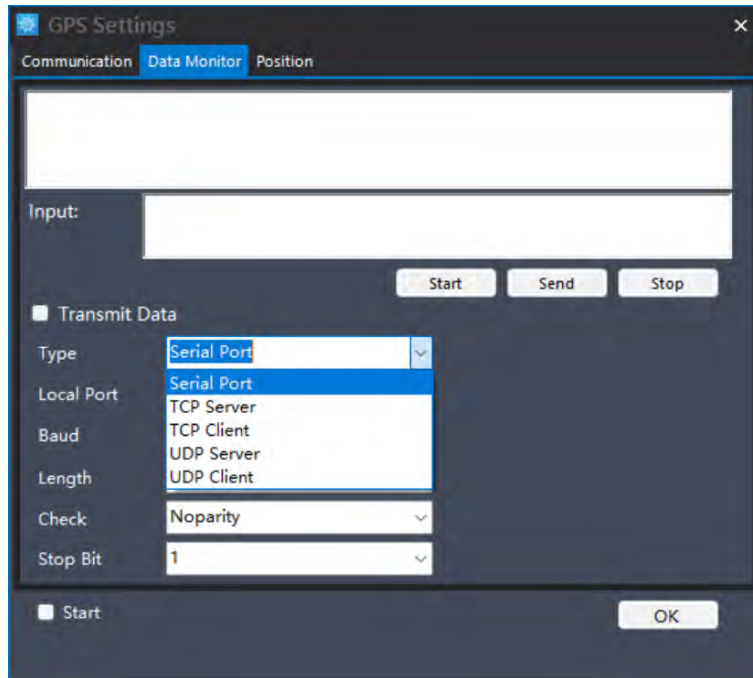 GPS Settings
Communication Data Monitor Position
Input:
Start Send Stop
Transmit Data
Type Serial Port
Serial Port
Local Port
TCP Server
TCP Client
Baud
UDP Server
Length UDP Client
Check Noparity
Stop Bit 1
Start OK